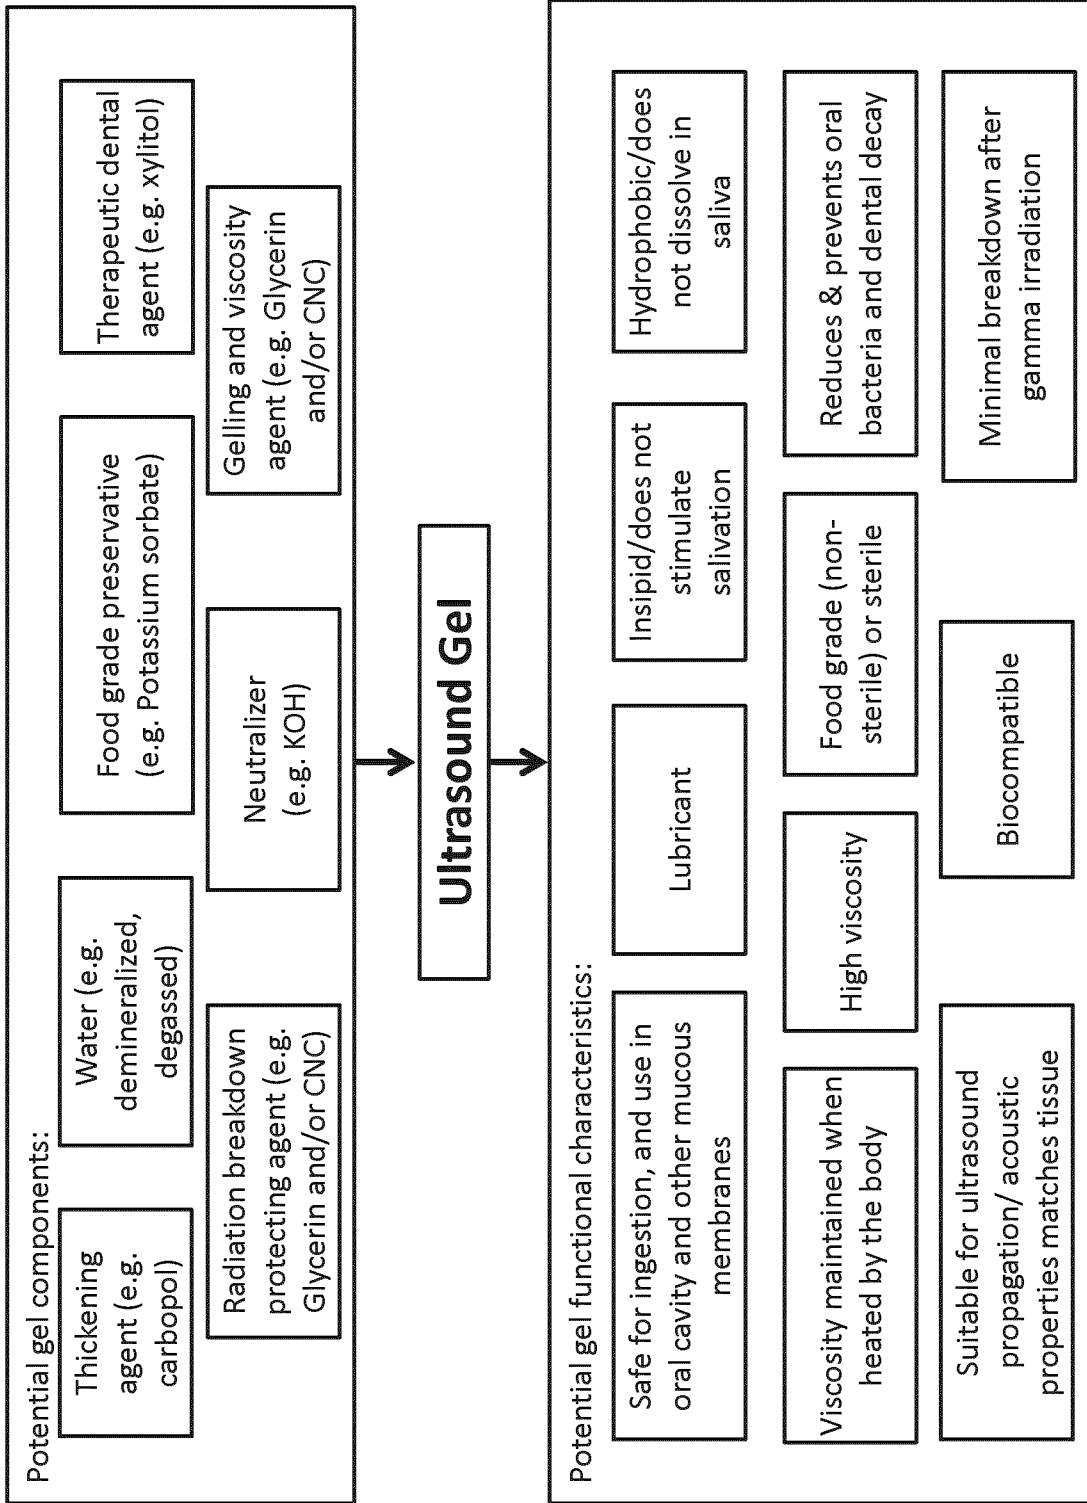 Potential gel components:
Thickening
agent (e.g.
carbopol)
Water (e.g.
demineralized,
degassed)
Food grade preservative
(e.g. Potassium sorbate)
Therapeutic dental
agent (e.g. xylitol)
Radiation breakdown
protecting agent (e.g.
Glycerin and/or CNC)
Neutralizer
(e.g. KOH)
Gelling and viscosity
agent (e.g. Glycerin
and/or CNC)
Ultrasound Gel
Potential gel functional characteristics:
Safe for ingestion, and use in
oral cavity and other mucous
membranes
Lubricant
Insipid/does not
stimulate
salivation
Hydrophobic/does
not dissolve in
saliva
Viscosity maintained when
heated by the body
High viscosity
Food grade (non-
sterile) or sterile
Reduces & prevents oral
bacteria and dental decay
Suitable for ultrasound
propagation/ acoustic
properties matches tissue
Biocompatible
Minimal breakdown after
gamma irradiation